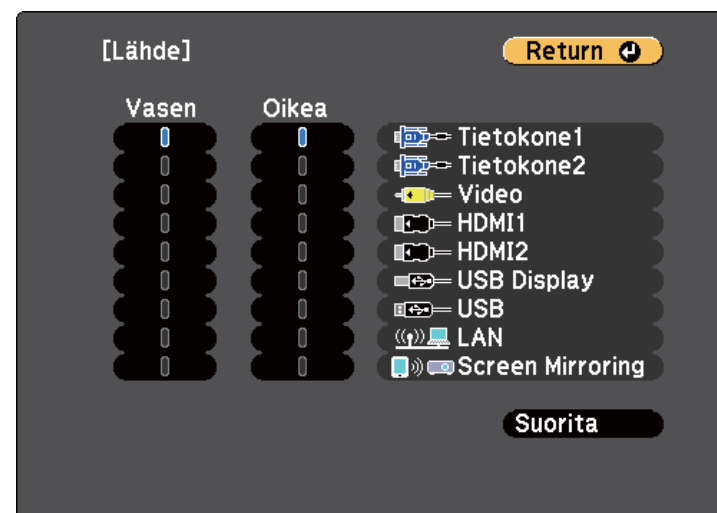 [Lähde]
Return
Vasen Oikea
Tietokone1
Tietokone2
Video
HDMI1
HDMI2
USB Display
USB
LAN
Screen Mirroring
Suorita